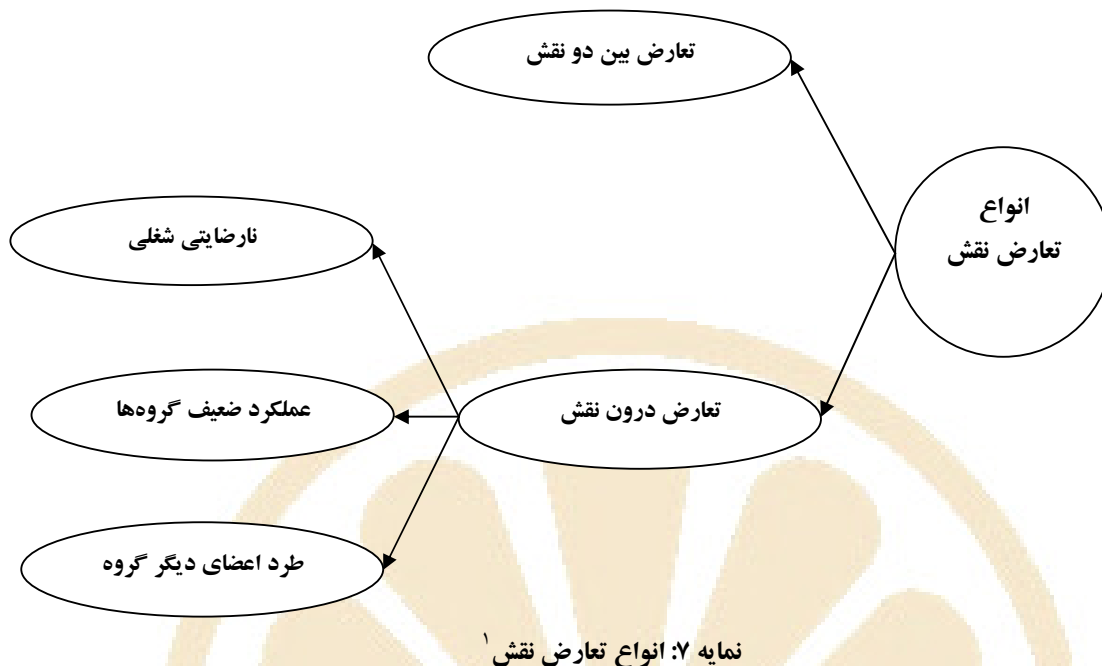 تعارض بین دو نقش
انواع
تعارض نقش
نارضایتی شغلی
عملکرد ضعیف گروه‌ها
تعارض درون نقش
طرد اعضای دیگر گروه
نمایه ۷: انواع تعارض نقش۱